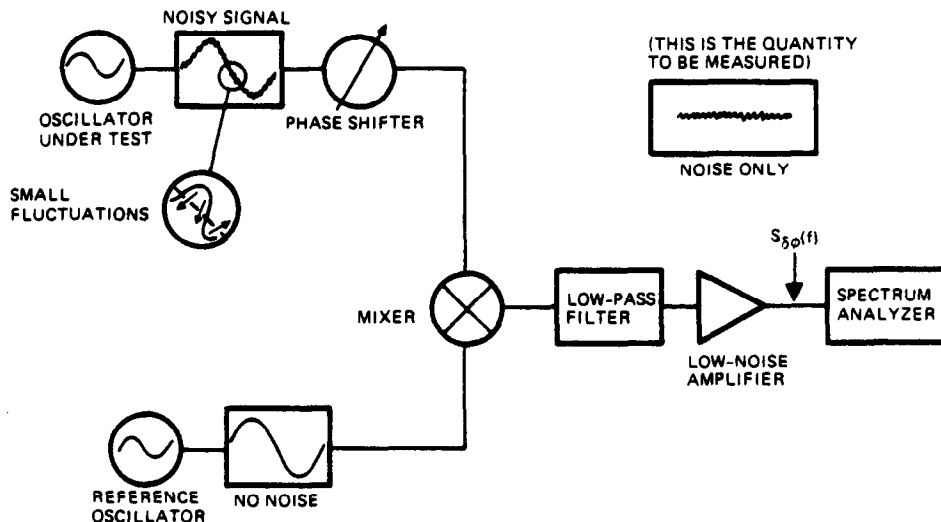 NOISY SIGNAL
OSCILLATOR
UNDER TEST
PHASE SHIFTER
SMALL
FLUCTUATIONS
(THIS IS THE QUANTITY
TO BE MEASURED)
NOISE ONLY
MIXER
LOW-PASS
FILTER
LOW-NOISE
AMPLIFIER
Sδφ(f)
SPECTRUM
ANALYZER
REFERENCE
OSCILLATOR
NO NOISE